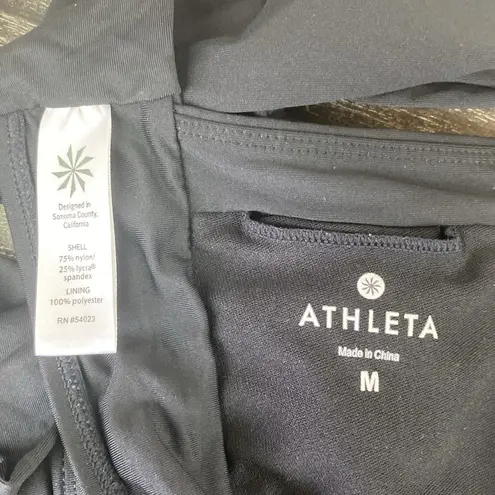 Designed in
Sonoma County,
California
SHELL
75% nylon/
25% lycra®
spandex
LINING
100% polyester
RN #54023
ATHLETA
Made in China
M